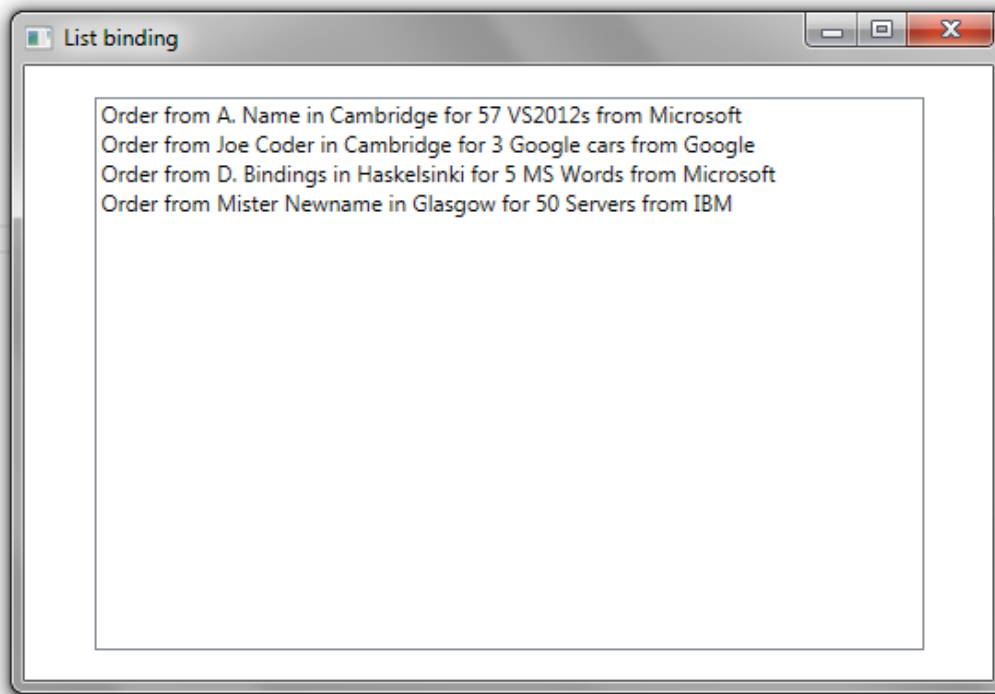 List binding
Order from A. Name in Cambridge for 57 VS2012s from Microsoft
Order from Joe Coder in Cambridge for 3 Google cars from Google
Order from D. Bindings in Haskelsinki for 5 MS Words from Microsoft
Order from Mister Newname in Glasgow for 50 Servers from IBM